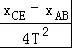 x_CE − x_AB
4T²